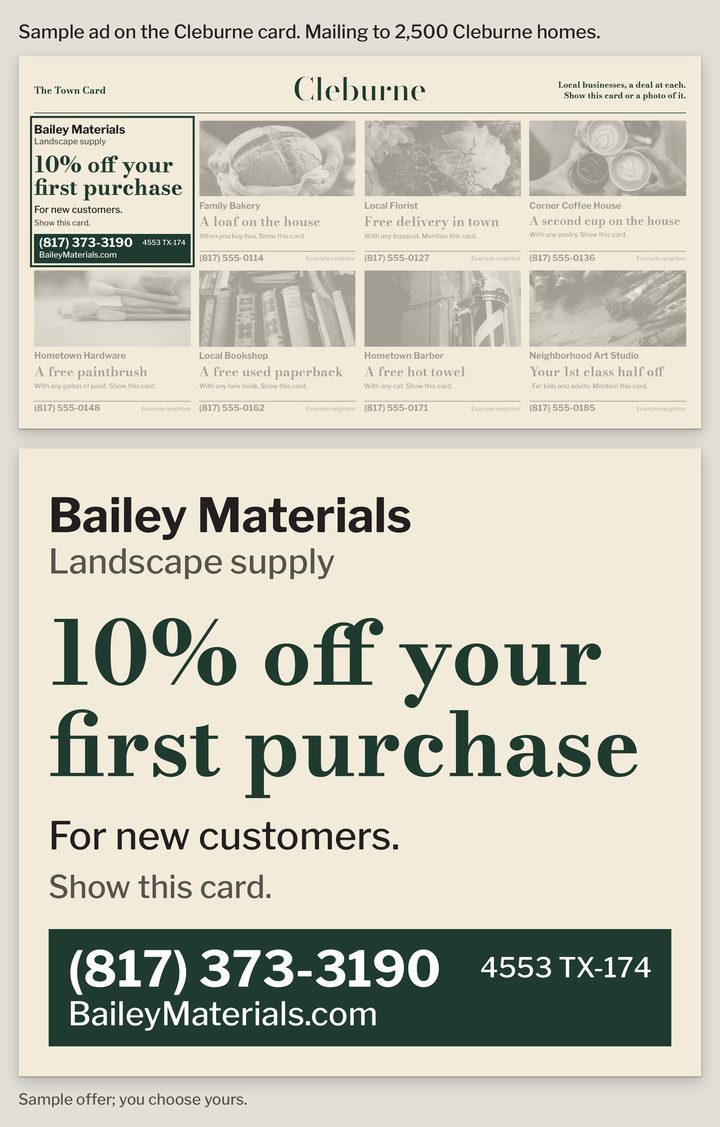 Sample ad on the Cleburne card. Mailing to 2,500 Cleburne homes.
The Town Card
Cleburne
Local businesses, a deal at each.
Show this card or a photo of it.
Bailey Materials
Landscape supply
10% off your
first purchase
For new customers.
Show this card.
(817) 373-3190 4553 TX-174
BaileyMaterials.com
Family Bakery
A loaf on the house
When you buy two. Show this card.
(817) 555-0114 Example neighbor
Local Florist
Free delivery in town
With any bouquet. Mention this card.
(817) 555-0127 Example neighbor
Corner Coffee House
A second cup on the house
With any pastry. Show this card.
(817) 555-0136 Example neighbor
Hometown Hardware
A free paintbrush
With any gallon of paint. Show this card.
(817) 555-0148 Example neighbor
Local Bookshop
A free used paperback
With any new book. Show this card.
(817) 555-0162 Example neighbor
Hometown Barber
A free hot towel
With any cut. Show this card.
(817) 555-0171 Example neighbor
Neighborhood Art Studio
Your 1st class half off
For kids and adults. Mention this card.
(817) 555-0185 Example neighbor
Bailey Materials
Landscape supply
10% off your
first purchase
For new customers.
Show this card.
(817) 373-3190 4553 TX-174
BaileyMaterials.com
Sample offer; you choose yours.